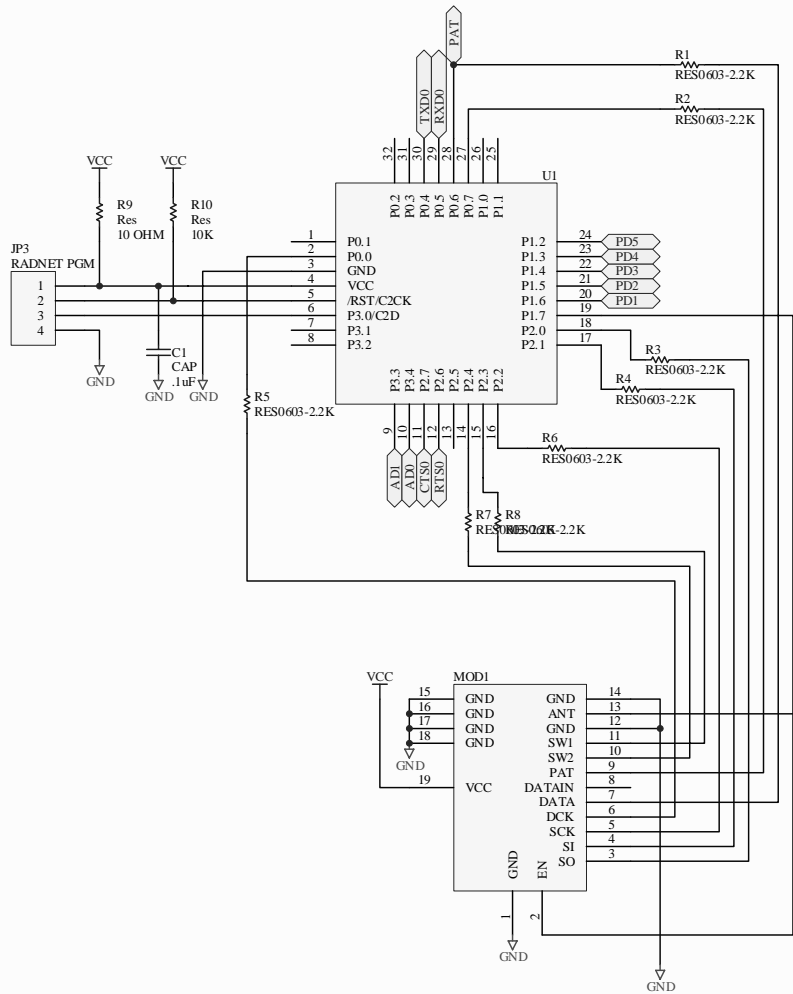 PAT
R1
RES0603-2.2K
TXD0
RXD0
R2
RES0603-2.2K
32
31
30
29
28
27
26
25
U1
P0.2
P0.3
P0.4
P0.5
P0.6
P0.7
P1.0
P1.1
VCC
VCC
R9
Res
10 OHM
R10
Res
10K
JP3
RADNET PGM
1
2
3
4
1 P0.1
2 P0.0
3 GND
4 VCC
5 /RST/C2CK
6 P3.0/C2D
7 P3.1
8 P3.2
P1.2 24 PD5
P1.3 23 PD4
P1.4 22 PD3
P1.5 21 PD2
P1.6 20 PD1
P1.7 19
P2.0 18
P2.1 17
C1
CAP
.1uF
GND
GND
GND
R3
RES0603-2.2K
R4
RES0603-2.2K
R5
RES0603-2.2K
P3.3
P3.4
P2.7
P2.6
P2.5
P2.4
P2.3
P2.2
9
10
11
12
13
14
15
16
AD1
AD0
CTS0
RTS0
R6
RES0603-2.2K
R7
RES0603-2.2K
R8
RES0603-2.2K
VCC
MOD1
15 GND
16 GND
17 GND
18 GND
GND
19 VCC
GND 14
ANT 13
GND 12
SW1 11
SW2 10
PAT 9
DATAIN 8
DATA 7
DCK 6
SCK 5
SI 4
SO 3
GND
EN
1
2
GND
GND